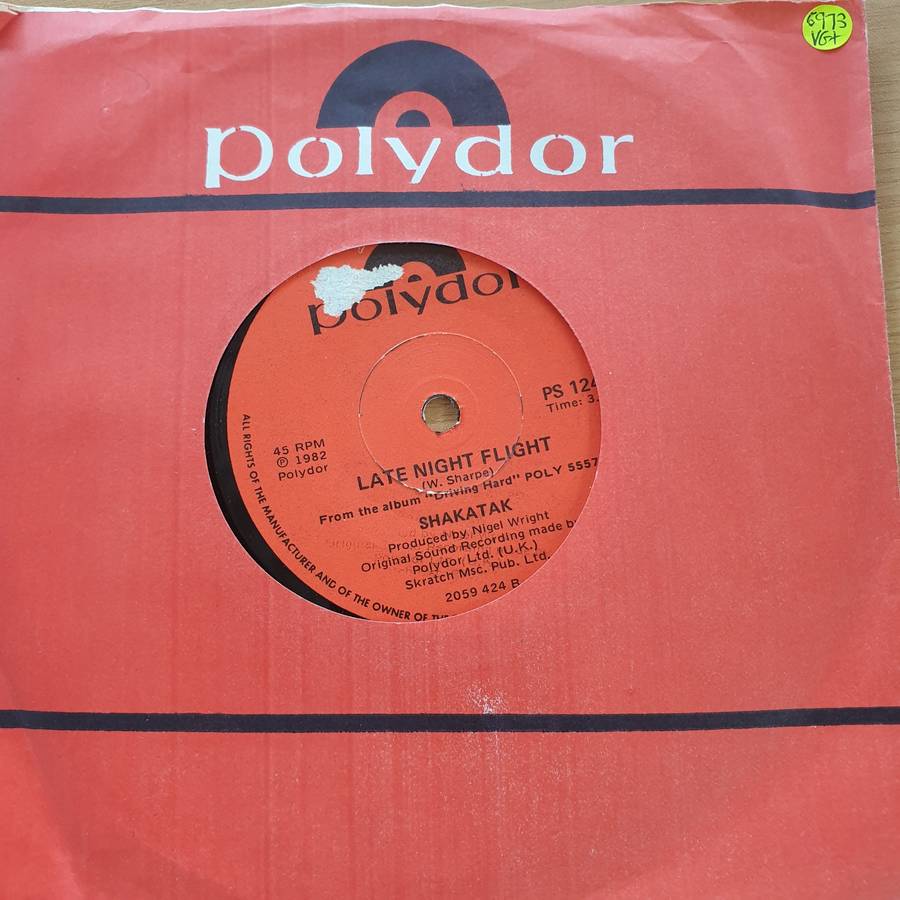 6973
VG+
polydor
polydor
PS 124
Time: 3.
45 RPM
℗ 1982
Polydor
LATE NIGHT FLIGHT
(W. Sharpe)
From the album "Driving Hard" POLY 5557
SHAKATAK
Produced by Nigel Wright
Original Sound Recording made by
Polydor Ltd. (U.K.)
Skratch Msc. Pub. Ltd.
2059 424 B
ALL RIGHTS OF THE MANUFACTURER AND OF THE OWNER OF THE